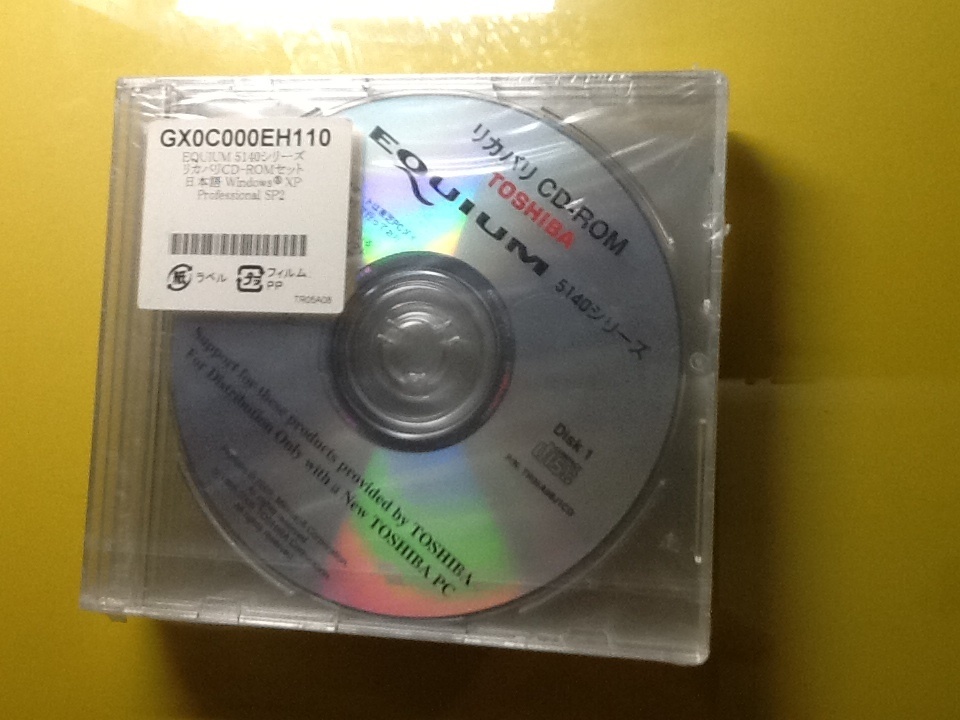 GX0C000EH110
EQUIUM 5140シリーズ
リカバリCD-ROMセット
日本語 Windows® XP
Professional SP2
紙 ラベル プラ フィルム
PP
TR05A08
リカバリ CD-ROM
TOSHIBA
EQUIUM 5140シリーズ
Disk 1
Support for these products provided by TOSHIBA
For Distribution Only with a New TOSHIBA PC